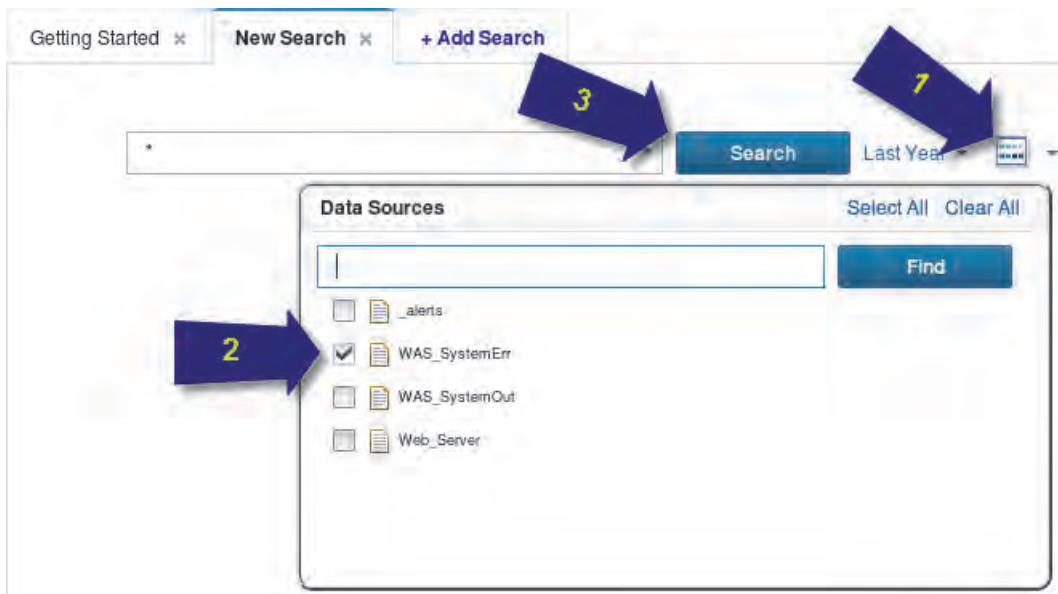 Getting Started × New Search × + Add Search
3
1
* Search Last Year
Data Sources Select All Clear All
Find
_alerts
2
WAS_SystemErr
WAS_SystemOut
Web_Server